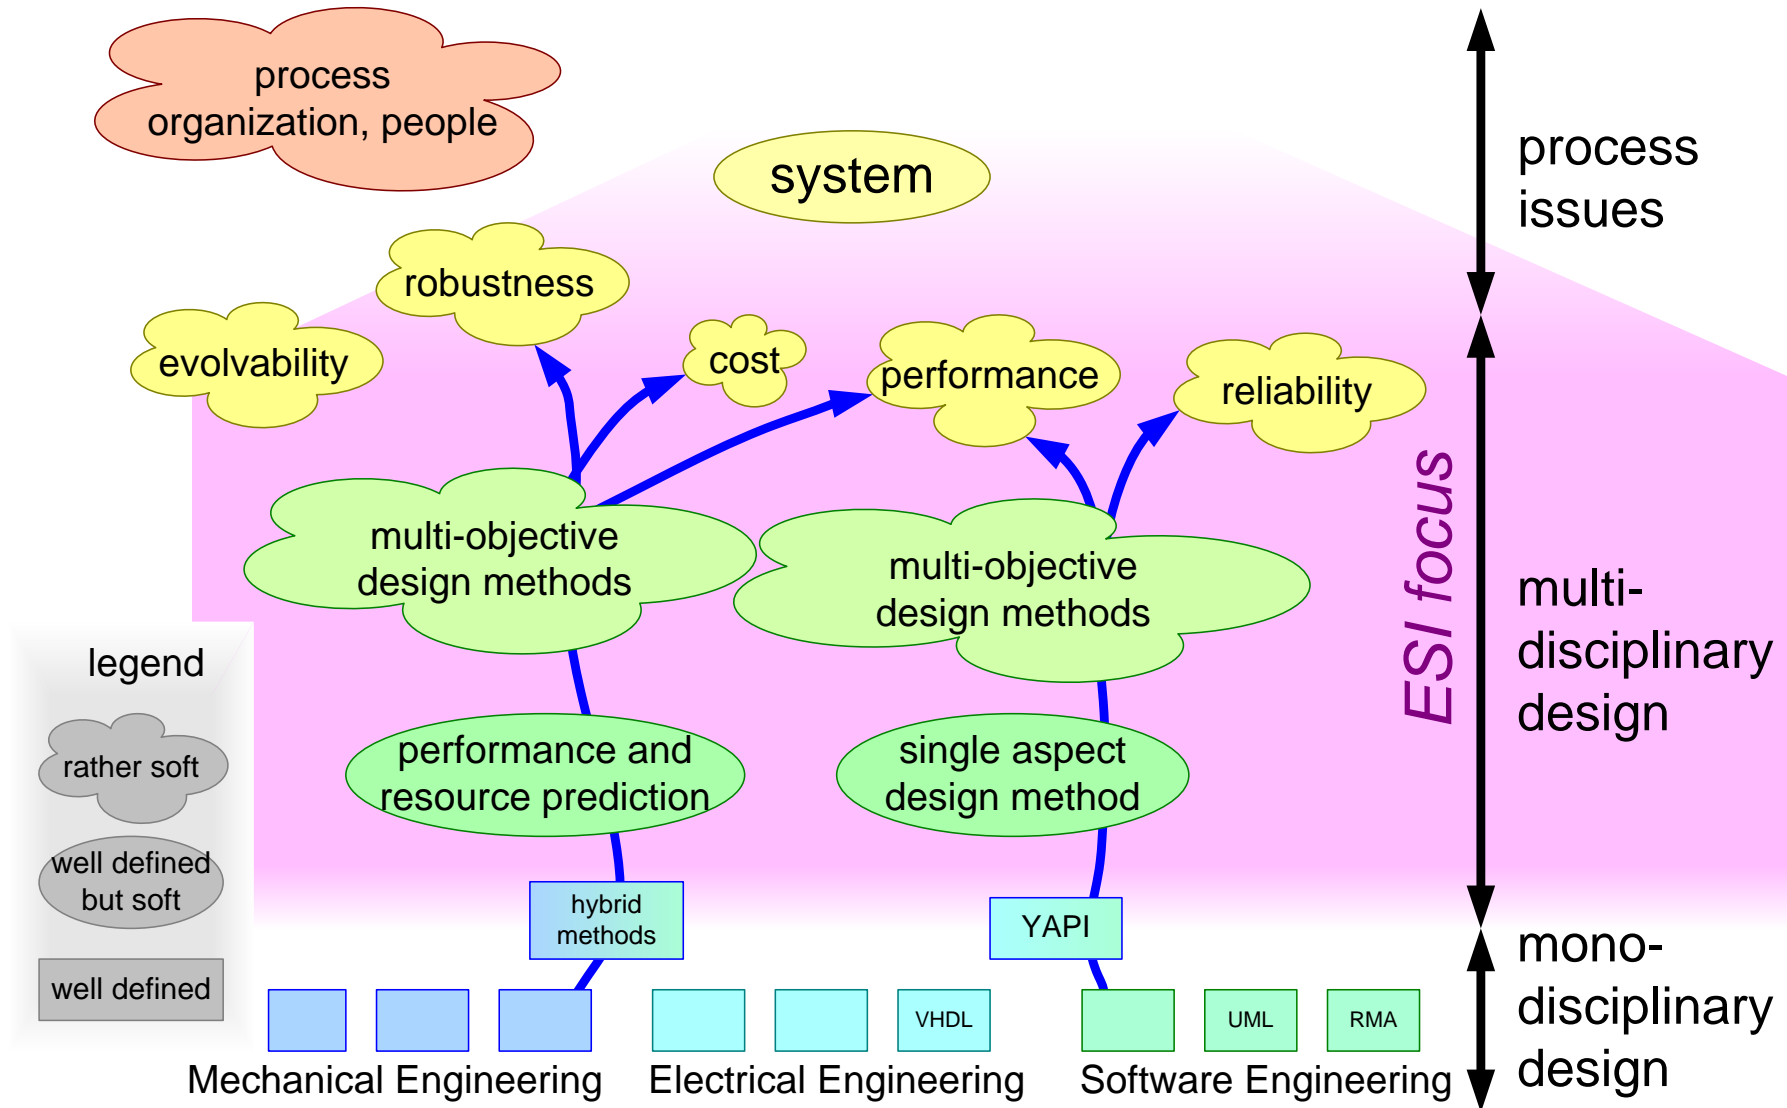 process
organization, people
system
process
issues
robustness
evolvability
cost
performance
reliability
multi-objective
design methods
multi-objective
design methods
ESI focus
multi-
disciplinary
design
legend
rather soft
well defined
but soft
well defined
performance and
resource prediction
single aspect
design method
hybrid
methods
YAPI
mono-
disciplinary
design
VHDL
UML
RMA
Mechanical Engineering
Electrical Engineering
Software Engineering